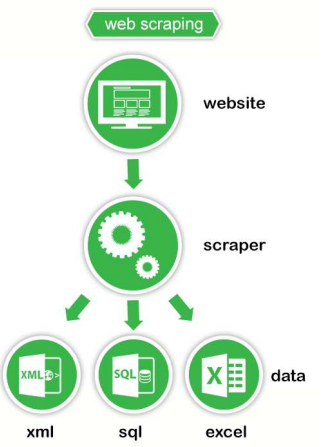 web scraping
website
scraper
XML
SQL
X
data
xml
sql
excel